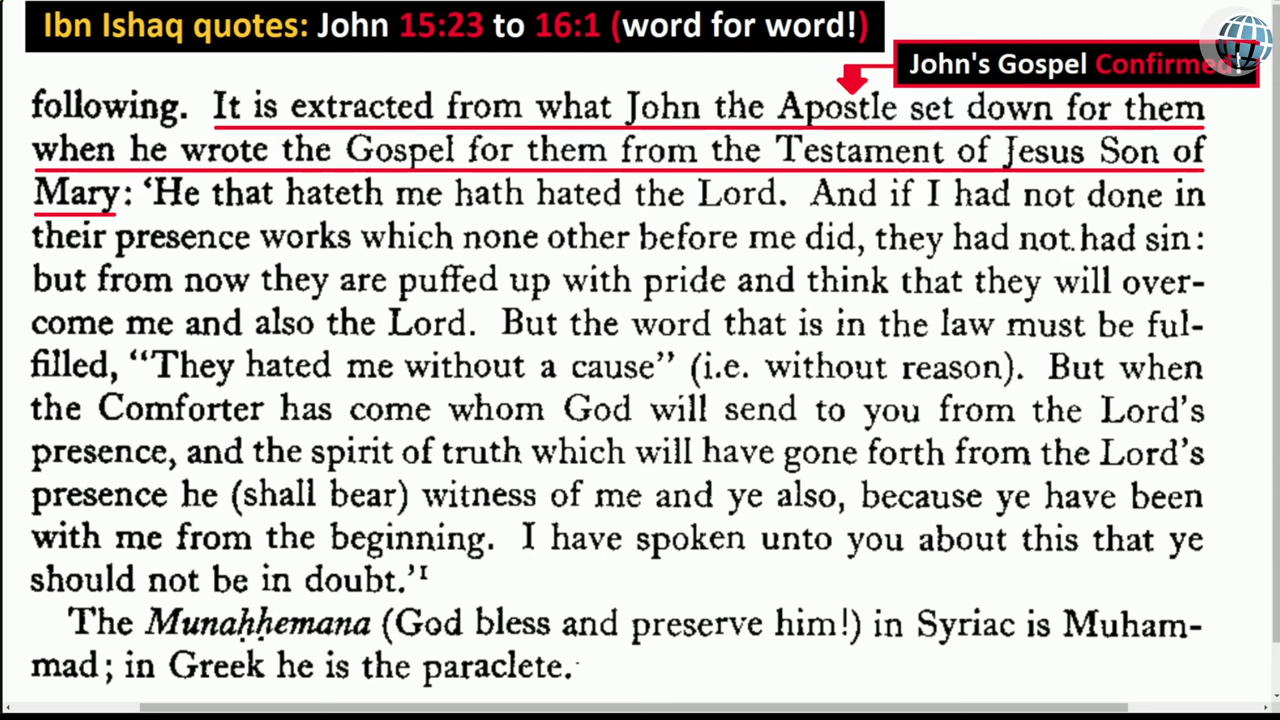 Ibn Ishaq quotes: John 15:23 to 16:1 (word for word!)
John's Gospel Confirmed!
following. It is extracted from what John the Apostle set down for them
when he wrote the Gospel for them from the Testament of Jesus Son of
Mary: ‘He that hateth me hath hated the Lord. And if I had not done in
their presence works which none other before me did, they had not had sin:
but from now they are puffed up with pride and think that they will over-
come me and also the Lord. But the word that is in the law must be ful-
filled, “They hated me without a cause” (i.e. without reason). But when
the Comforter has come whom God will send to you from the Lord’s
presence, and the spirit of truth which will have gone forth from the Lord’s
presence he (shall bear) witness of me and ye also, because ye have been
with me from the beginning. I have spoken unto you about this that ye
should not be in doubt.’¹
The Munaḥḥemana (God bless and preserve him!) in Syriac is Muham-
mad; in Greek he is the paraclete.